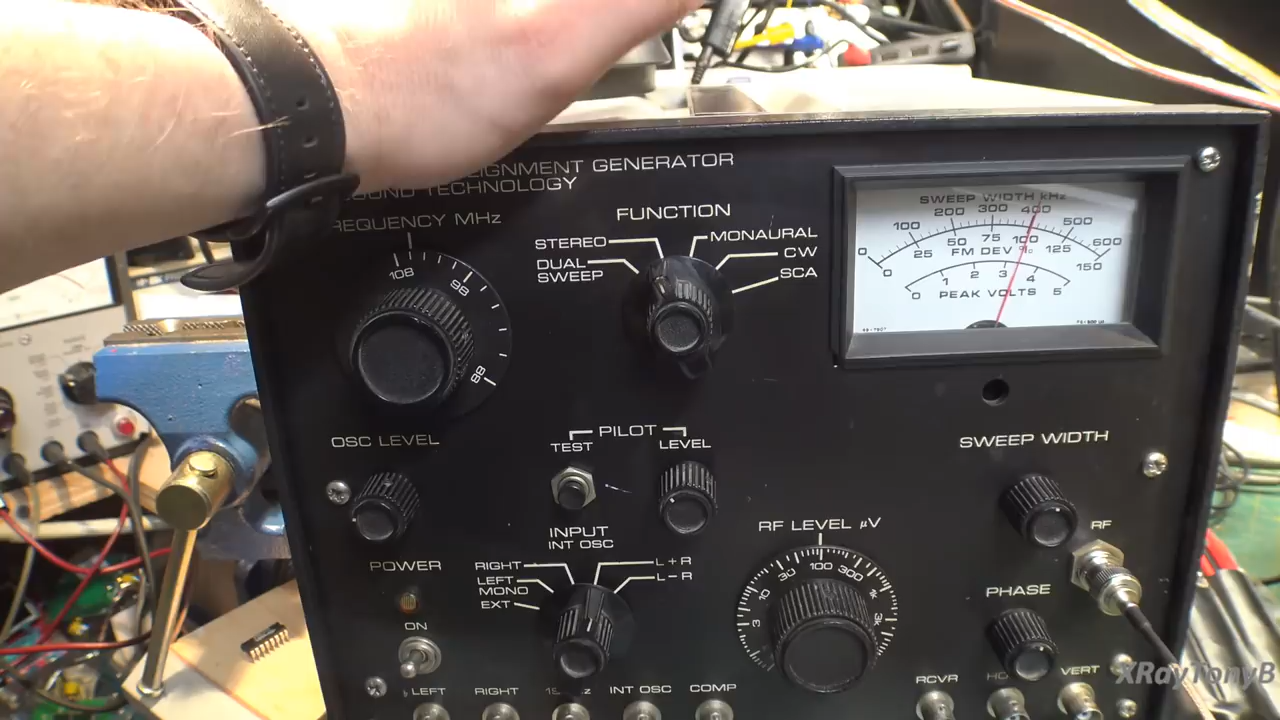 ALIGNMENT GENERATOR
SOUND TECHNOLOGY
FREQUENCY MHz
108
98
88
FUNCTION
STEREO
MONAURAL
DUAL SWEEP
CW
SCA
SWEEP WIDTH kHz
0 100 200 300 400 500 600
0 25 50 75 100 125 150
FM DEV %
0 1 2 3 4 5
PEAK VOLTS
OSC LEVEL
PILOT
TEST
LEVEL
SWEEP WIDTH
INPUT
INT OSC
RIGHT
L+R
LEFT
L-R
MONO
EXT
RF LEVEL µV
3 10 30 100 300 1k 3k
RF
POWER
ON
PHASE
LEFT
RIGHT
INT OSC
COMP
RCVR
VERT
XRayTonyB